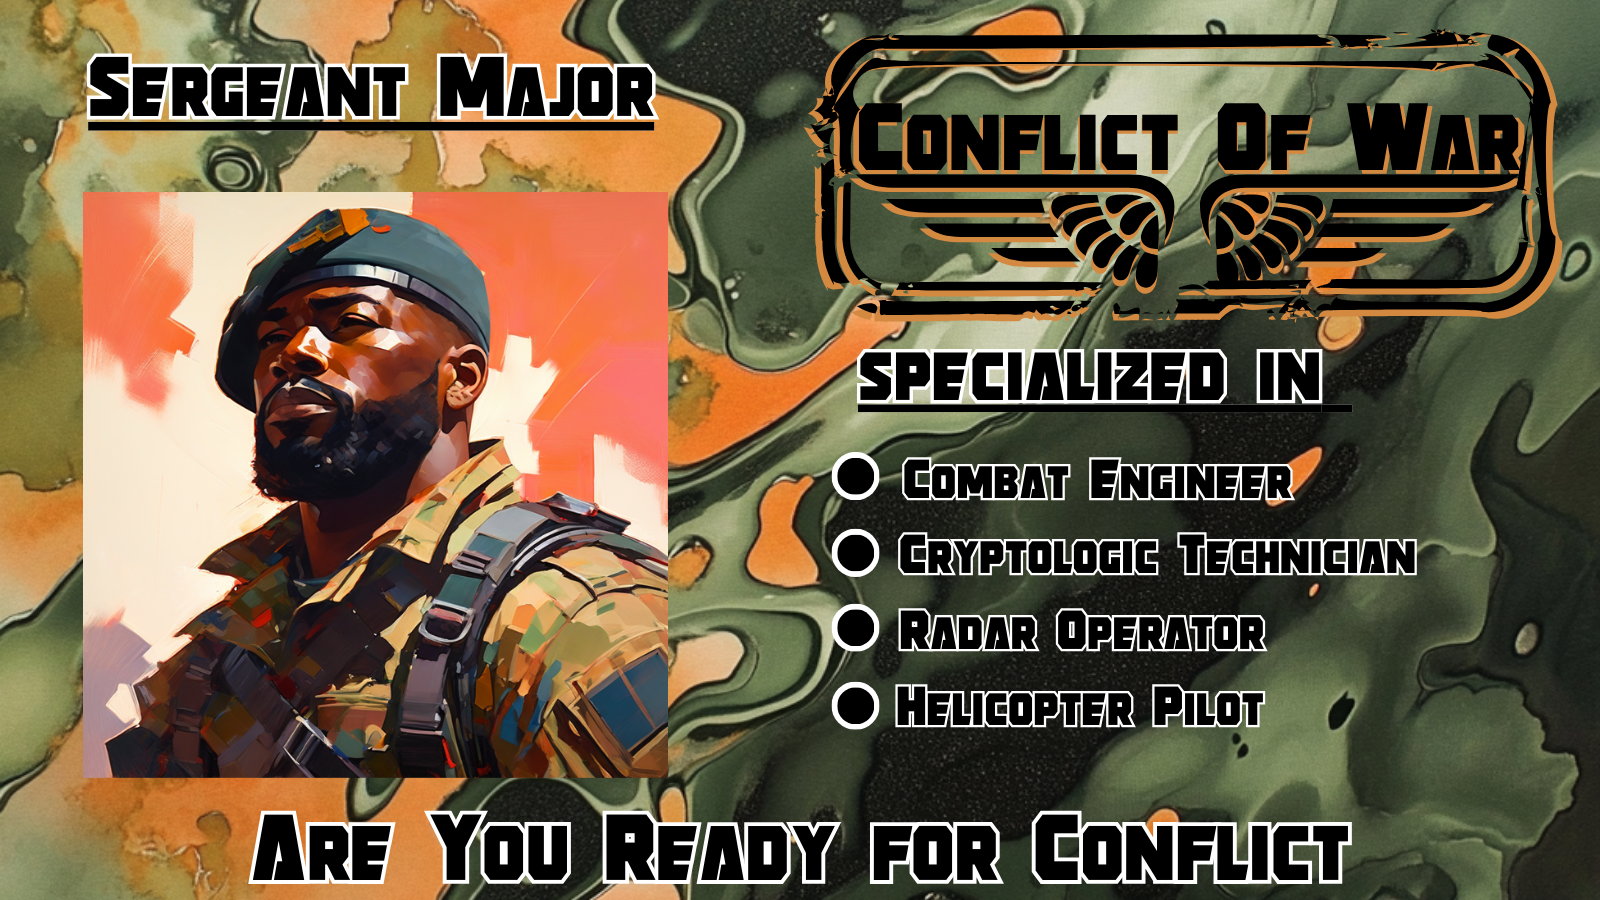 Sergeant Major
Conflict Of War
Specialized in
Combat Engineer
Cryptologic Technician
Radar Operator
Helicopter Pilot
Are You Ready for Conflict